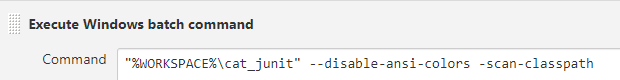 Execute Windows batch command
Command "%WORKSPACE%\cat_junit" --disable-ansi-colors -scan-classpath